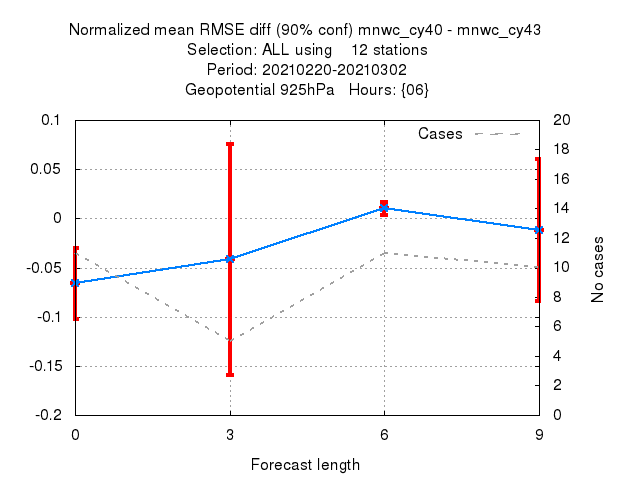 Normalized mean RMSE diff (90% conf) mnwc_cy40 - mnwc_cy43
Selection: ALL using    12 stations
Period: 20210220-20210302
Geopotential 925hPa   Hours: {06}
Cases
0.1
0.05
0
-0.05
-0.1
-0.15
-0.2
20
18
16
14
12
10
8
6
4
2
0
No cases
0 3 6 9
Forecast length